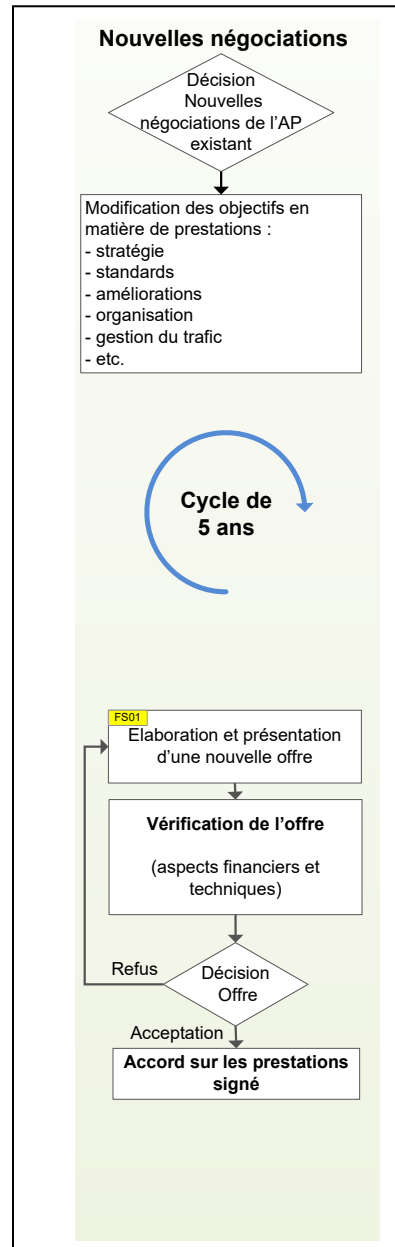 Nouvelles négociations
Décision
Nouvelles
négociations de l'AP
existant
Modification des objectifs en
matière de prestations :
- stratégie
- standards
- améliorations
- organisation
- gestion du trafic
- etc.
Cycle de
5 ans
FS01
Elaboration et présentation
d'une nouvelle offre
Vérification de l'offre
(aspects financiers et
techniques)
Refus
Décision
Offre
Acceptation
Accord sur les prestations
signé